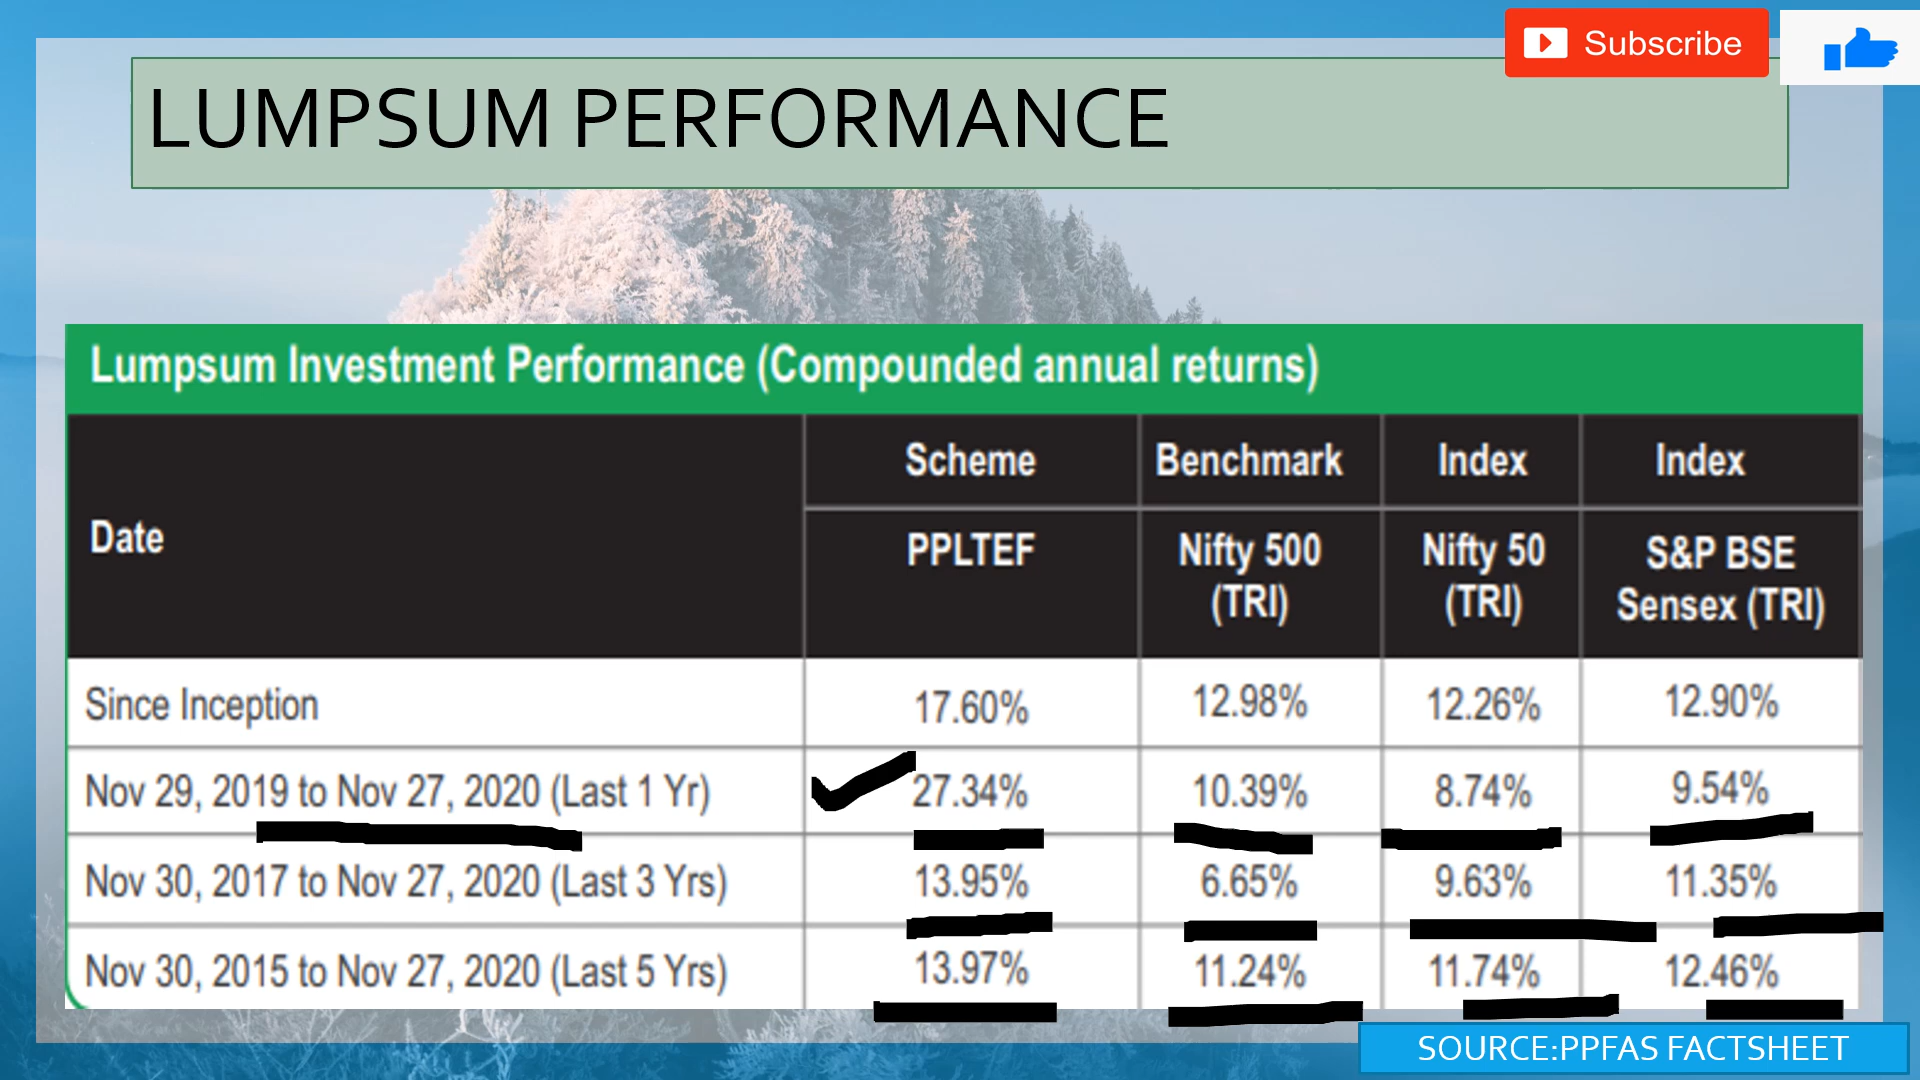 Subscribe
LUMPSUM PERFORMANCE
Lumpsum Investment Performance (Compounded annual returns)
Date
Scheme Benchmark Index Index
PPLTEF Nifty 500 (TRI) Nifty 50 (TRI) S&P BSE Sensex (TRI)
Since Inception 17.60% 12.98% 12.26% 12.90%
Nov 29, 2019 to Nov 27, 2020 (Last 1 Yr) 27.34% 10.39% 8.74% 9.54%
Nov 30, 2017 to Nov 27, 2020 (Last 3 Yrs) 13.95% 6.65% 9.63% 11.35%
Nov 30, 2015 to Nov 27, 2020 (Last 5 Yrs) 13.97% 11.24% 11.74% 12.46%
SOURCE:PPFAS FACTSHEET